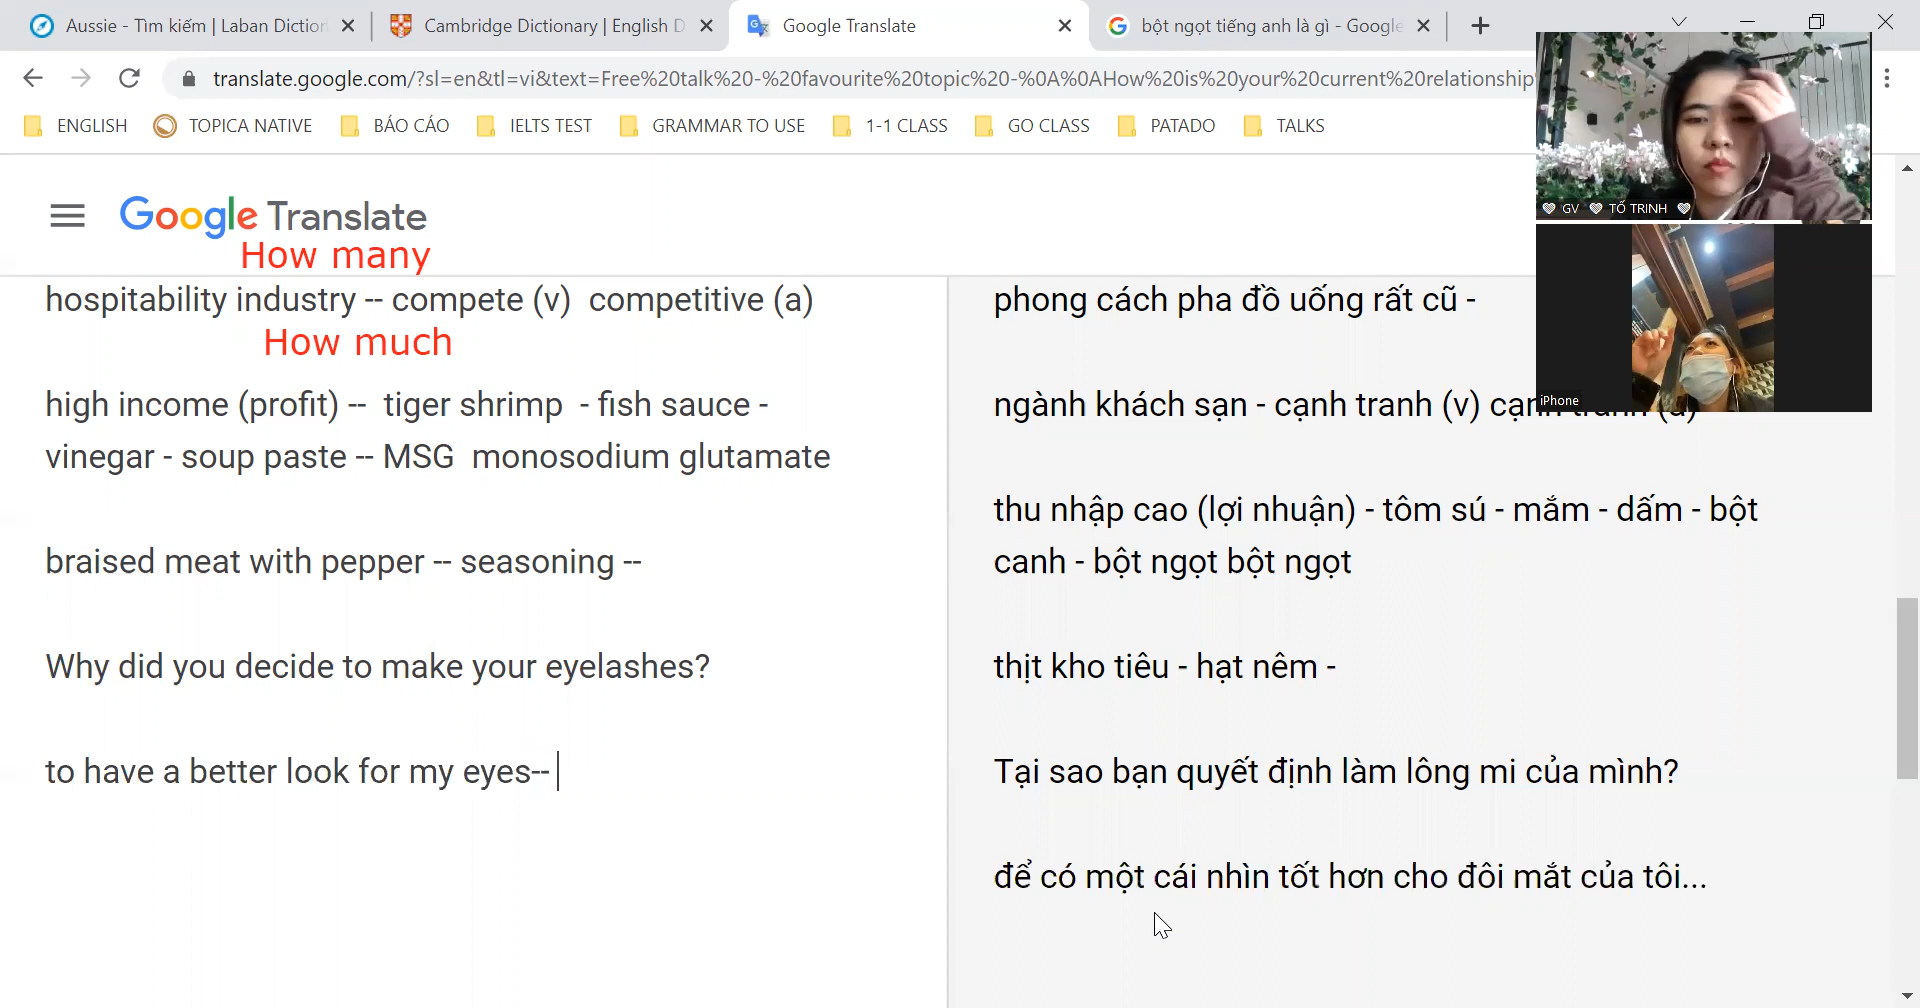 Aussie - Tìm kiếm | Laban Diction
Cambridge Dictionary | English D
Google Translate
bột ngọt tiếng anh là gì - Google
translate.google.com/?sl=en&tl=vi&text=Free%20talk%20-%20favourite%20topic%20-%0A%0AHow%20is%20your%20current%20relationship
ENGLISH
TOPICA NATIVE
BÁO CÁO
IELTS TEST
GRAMMAR TO USE
1-1 CLASS
GO CLASS
PATADO
TALKS
GV TỐ TRINH
iPhone
Google Translate
How many
hospitability industry -- compete (v) competitive (a)
How much
high income (profit) -- tiger shrimp - fish sauce -
vinegar - soup paste -- MSG monosodium glutamate
braised meat with pepper -- seasoning --
Why did you decide to make your eyelashes?
to have a better look for my eyes--
phong cách pha đồ uống rất cũ -
ngành khách sạn - cạnh tranh (v) cạnh tranh (a)
thu nhập cao (lợi nhuận) - tôm sú - mắm - dấm - bột
canh - bột ngọt bột ngọt
thịt kho tiêu - hạt nêm -
Tại sao bạn quyết định làm lông mi của mình?
để có một cái nhìn tốt hơn cho đôi mắt của tôi...